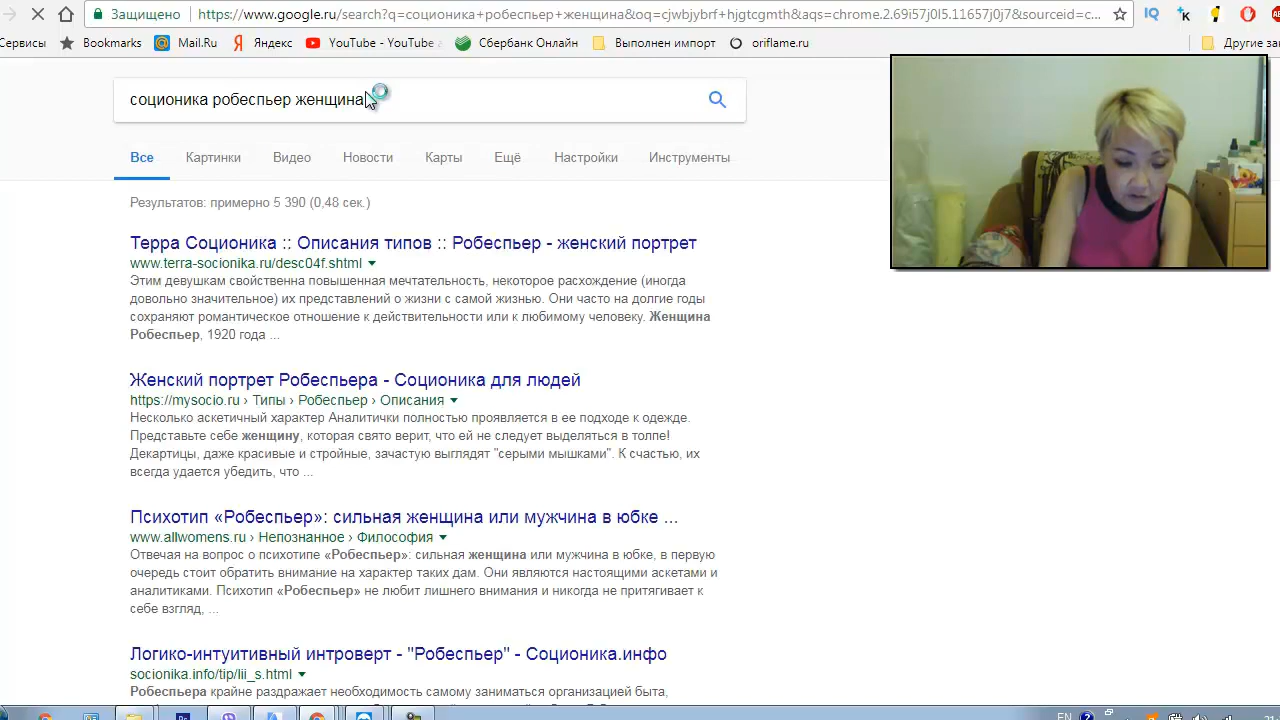 Защищено https://www.google.ru/search?q=соционика+робеспьер+женщина&oq=cjwbjybrf+hjgtcgmth&aqs=chrome.2.69i57j0l5.11657j0j7&sourceid=c...
Сервисы Bookmarks Mail.Ru Яндекс YouTube - YouTube Сбербанк Онлайн Выполнен импорт oriflame.ru Другие за
соционика робеспьер женщина
Все Картинки Видео Новости Карты Ещё Настройки Инструменты
Результатов: примерно 5 390 (0,48 сек.)
Терра Соционика :: Описания типов :: Робеспьер - женский портрет
www.terra-socionika.ru/desc04f.shtml
Этим девушкам свойственна повышенная мечтательность, некоторое расхождение (иногда
довольно значительное) их представлений о жизни с самой жизнью. Они часто на долгие годы
сохраняют романтическое отношение к действительности или к любимому человеку. Женщина
Робеспьер, 1920 года ...
Женский портрет Робеспьера - Соционика для людей
https://mysocio.ru › Типы › Робеспьер › Описания
Несколько аскетичный характер Аналитички полностью проявляется в ее подходе к одежде.
Представьте себе женщину, которая свято верит, что ей не следует выделяться в толпе!
Декартицы, даже красивые и стройные, зачастую выглядят "серыми мышками". К счастью, их
всегда удается убедить, что ...
Психотип «Робеспьер»: сильная женщина или мужчина в юбке ...
www.allwomens.ru › Непознанное › Философия
Отвечая на вопрос о психотипе «Робеспьер»: сильная женщина или мужчина в юбке, в первую
очередь стоит обратить внимание на характер таких дам. Они являются настоящими аскетами и
аналитиками. Психотип «Робеспьер» не любит лишнего внимания и никогда не притягивает к
себе взгляд, ...
Логико-интуитивный интроверт - "Робеспьер" - Соционика.инфо
socionika.info/tip/lii_s.html
Робеспьера крайне раздражает необходимость самому заниматься организацией быта,
EN